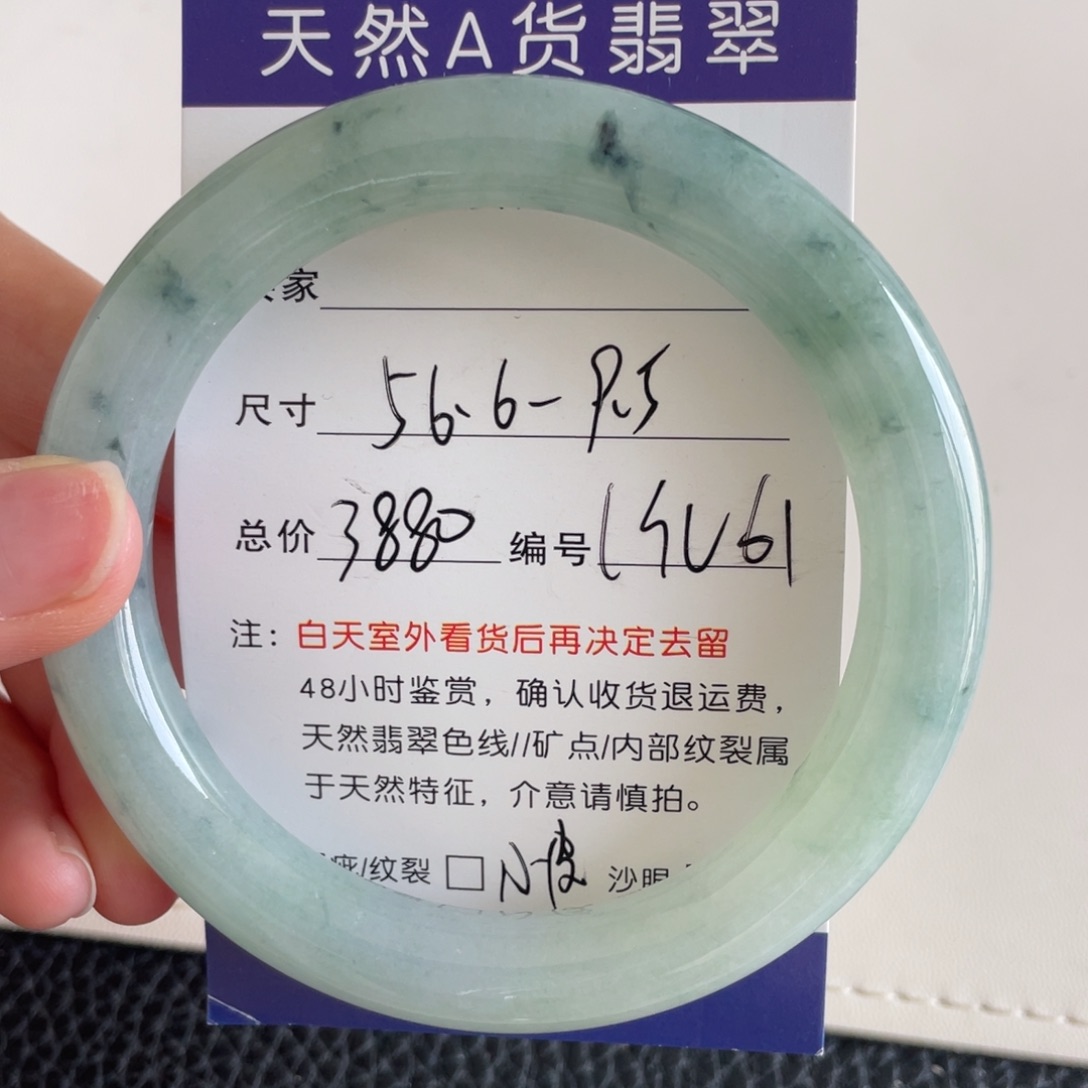 天然A货翡翠
家
尺寸 56.6-
总价 3880 编号
注：白天室外看货后再决定去留
48小时鉴赏，确认收货退运费，
天然翡翠色线//矿点/内部纹裂属
于天然特征，介意请慎拍。
/纹裂 □ 沙眼